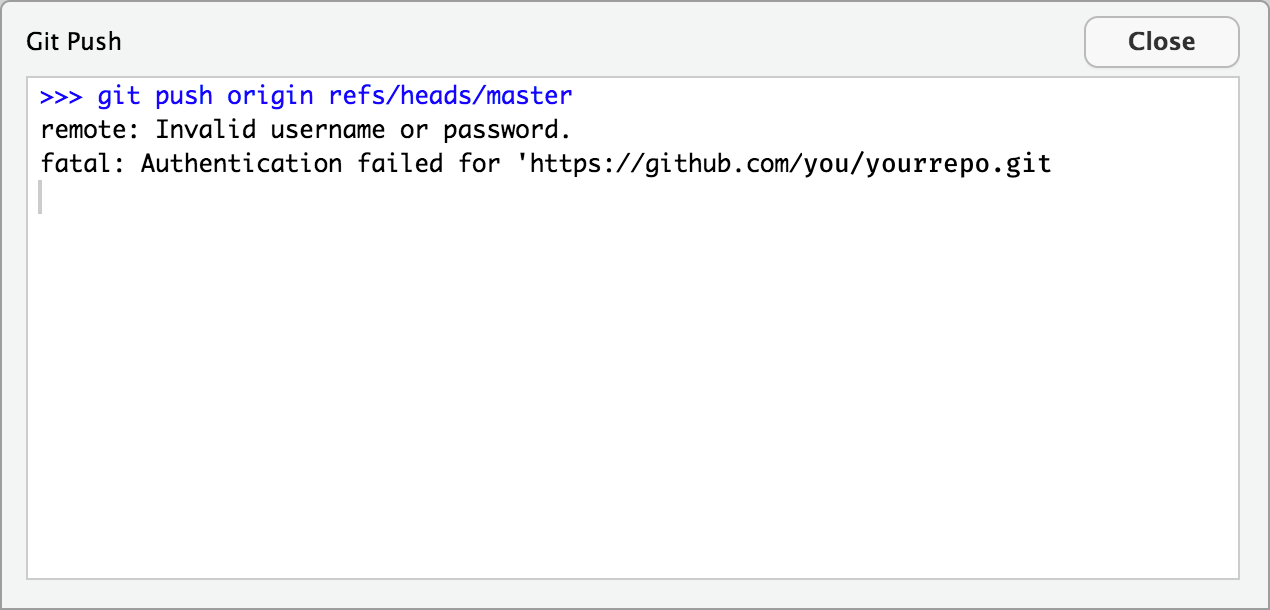 Git Push
Close
>>> git push origin refs/heads/master
remote: Invalid username or password.
fatal: Authentication failed for 'https://github.com/you/yourrepo.git